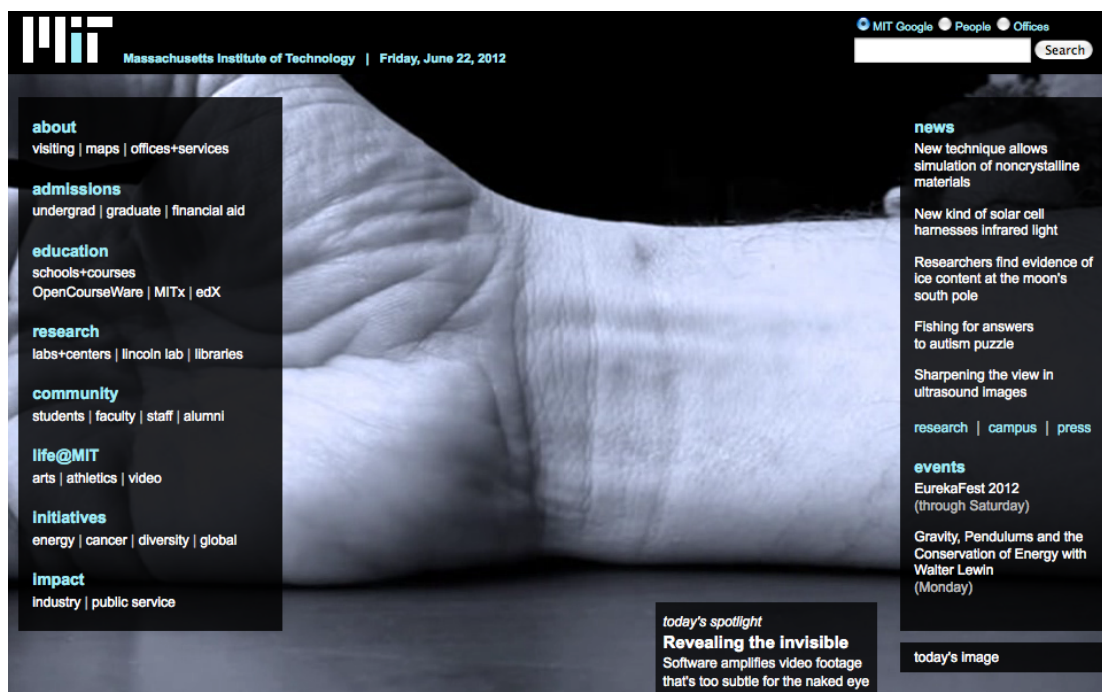 MIT
Massachusetts Institute of Technology | Friday, June 22, 2012
MIT Google People Offices
Search
about
visiting | maps | offices+services
admissions
undergrad | graduate | financial aid
education
schools+courses
OpenCourseWare | MITx | edX
research
labs+centers | lincoln lab | libraries
community
students | faculty | staff | alumni
life@MIT
arts | athletics | video
initiatives
energy | cancer | diversity | global
impact
industry | public service
news
New technique allows
simulation of noncrystalline
materials
New kind of solar cell
harnesses infrared light
Researchers find evidence of
ice content at the moon's
south pole
Fishing for answers
to autism puzzle
Sharpening the view in
ultrasound images
research | campus | press
events
EurekaFest 2012
(through Saturday)
Gravity, Pendulums and the
Conservation of Energy with
Walter Lewin
(Monday)
today's spotlight
Revealing the invisible
Software amplifies video footage
that's too subtle for the naked eye
today's image